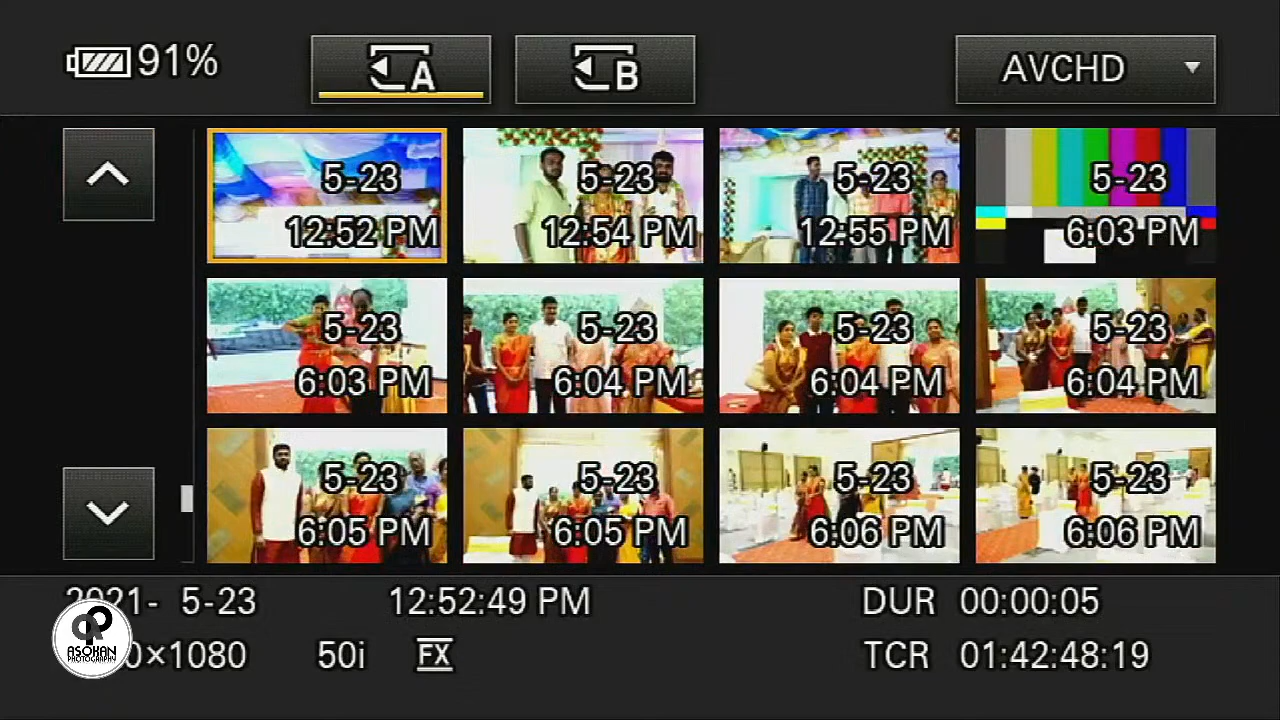 91%
A
B
AVCHD
5-23
12:52 PM
5-23
12:54 PM
5-23
12:55 PM
5-23
6:03 PM
5-23
6:03 PM
5-23
6:04 PM
5-23
6:04 PM
5-23
6:04 PM
5-23
6:05 PM
5-23
6:05 PM
5-23
6:06 PM
5-23
6:06 PM
2021- 5-23 12:52:49 PM DUR 00:00:05
0×1080 50i FX TCR 01:42:48:19
ASOKAN
PHOTOGRAPHY